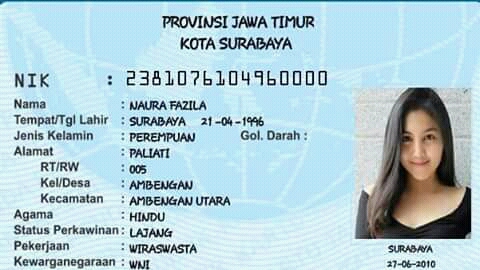 PROVINSI JAWA TIMUR
KOTA SURABAYA
NIK : 2381076104960000
Nama : NAURA FAZILA
Tempat/Tgl Lahir : SURABAYA 21-04-1996
Jenis Kelamin : PEREMPUAN Gol. Darah :
Alamat : PALIATI
RT/RW : 005
Kel/Desa : AMBENGAN
Kecamatan : AMBENGAN UTARA
Agama : HINDU
Status Perkawinan : LAJANG
Pekerjaan : WIRASWASTA
Kewarganegaraan : WNI
SURABAYA
27-06-2010